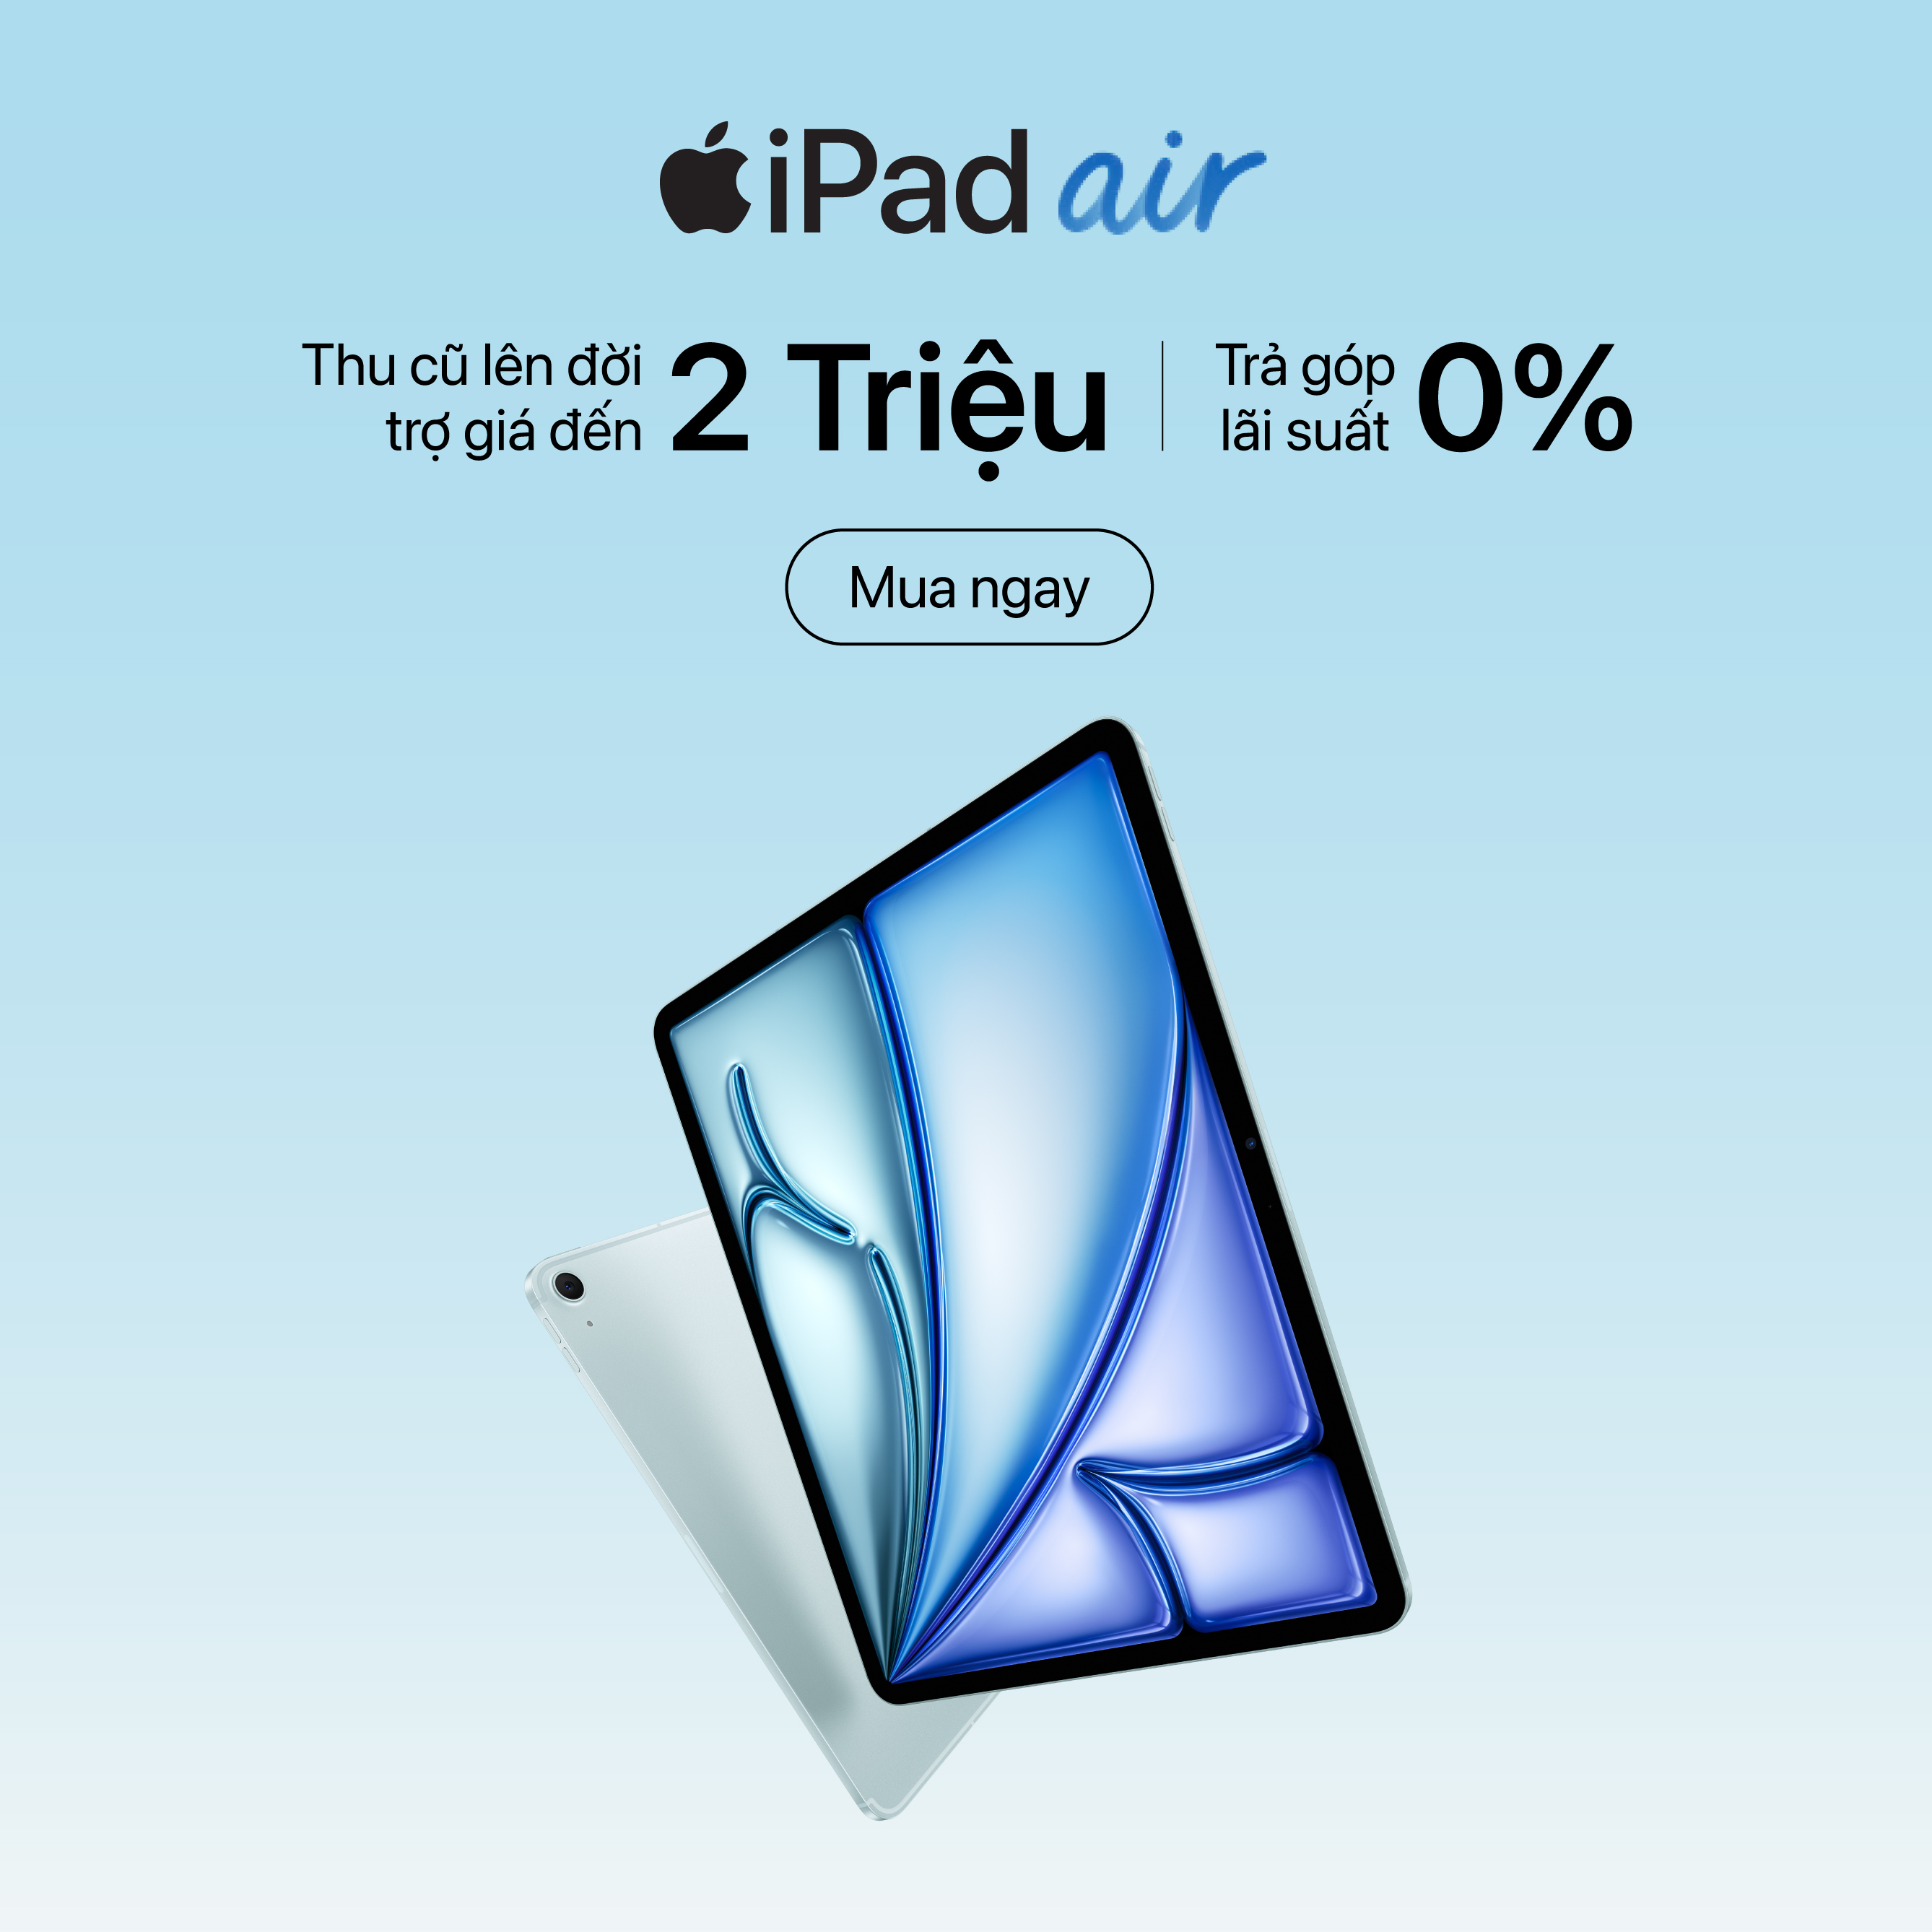 iPad air
Thu cũ lên đời
trợ giá đến
2 Triệu
Trả góp
lãi suất
0%
Mua ngay